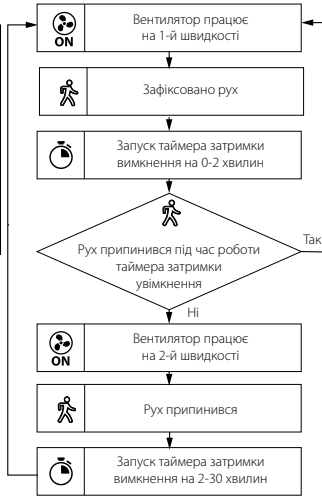 ON
Вентилятор працює
на 1-й швидкості
Зафіксовано рух
Запуск таймера затримки
вимкнення на 0-2 хвилин
Рух припинився під час роботи
таймера затримки
увімкнення
Так
Ні
ON
Вентилятор працює
на 2-й швидкості
Рух припинився
Запуск таймера затримки
вимкнення на 2-30 хвилин